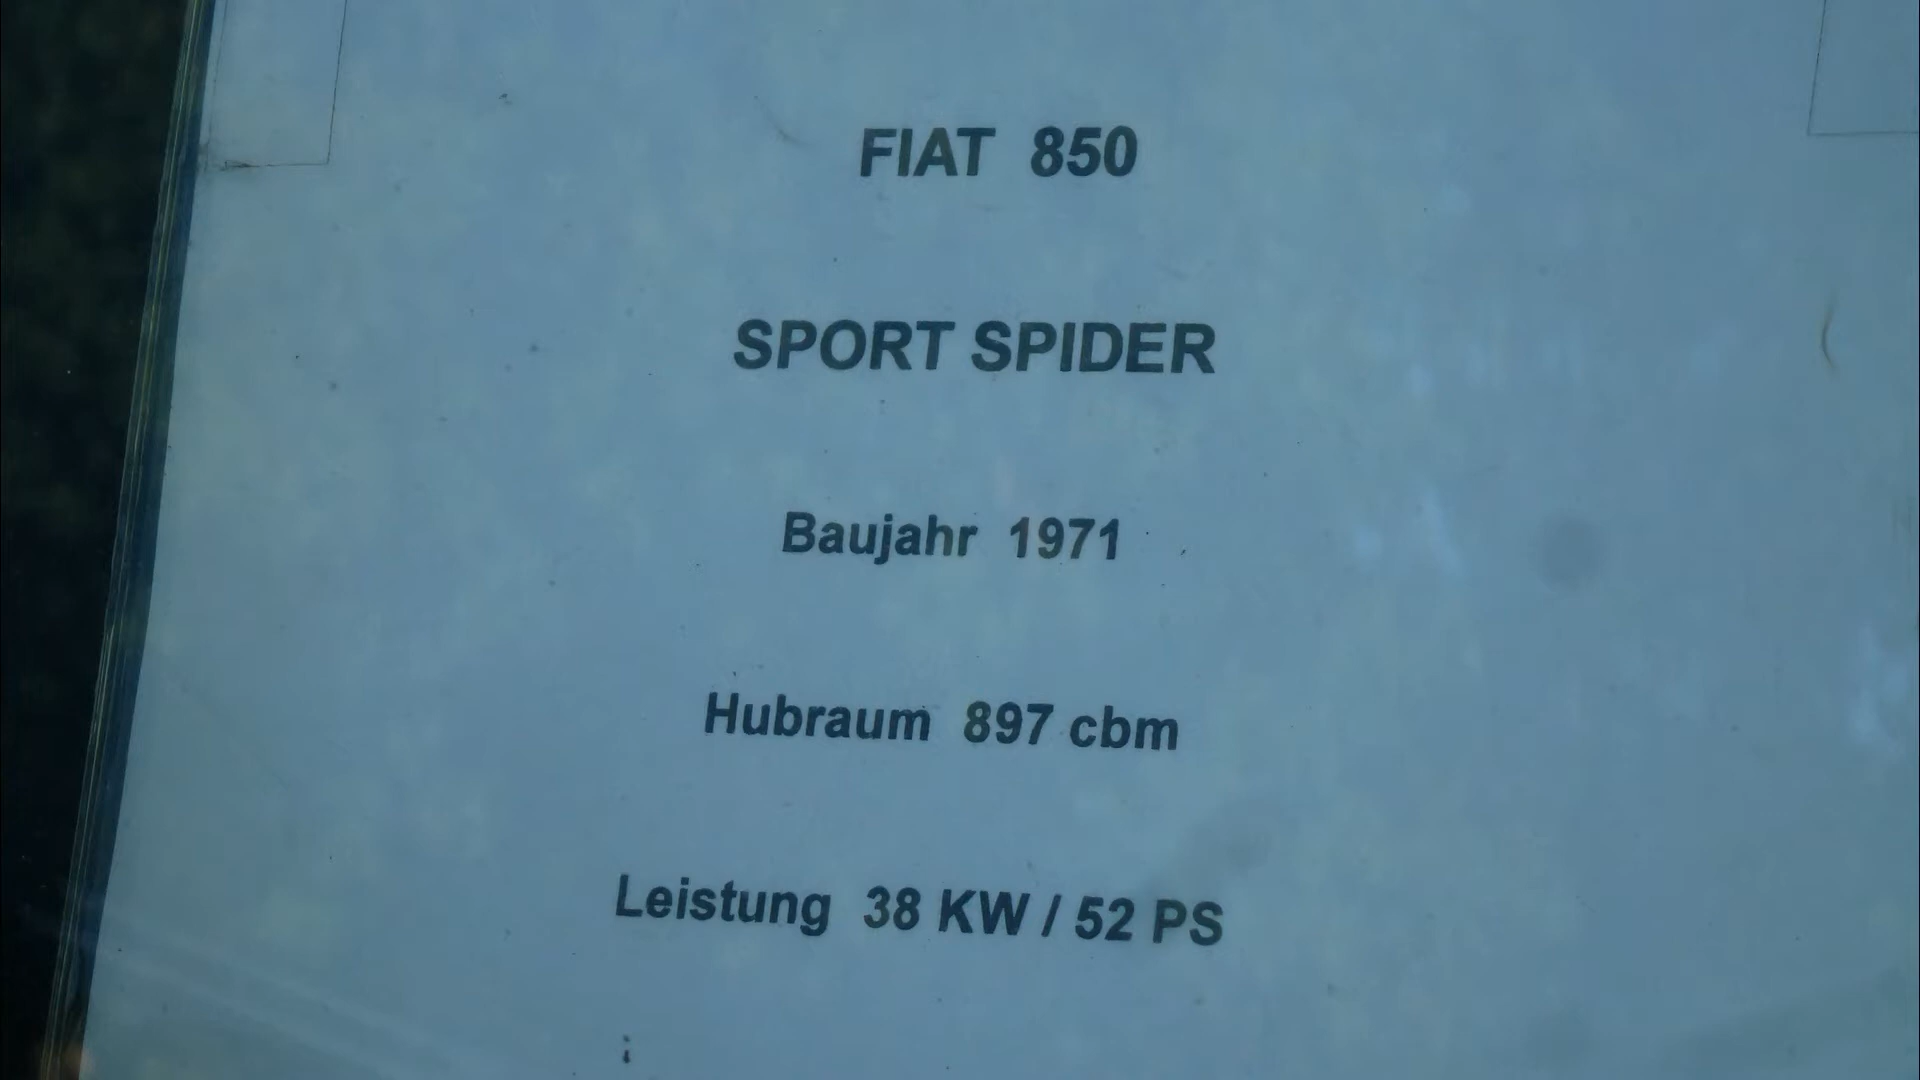 FIAT 850
SPORT SPIDER
Baujahr 1971
Hubraum 897 cbm
Leistung 38 KW / 52 PS